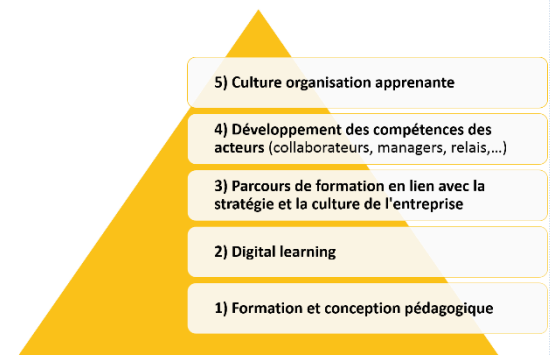 5) Culture organisation apprenante
4) Développement des compétences des
acteurs (collaborateurs, managers, relais,...)
3) Parcours de formation en lien avec la
stratégie et la culture de l'entreprise
2) Digital learning
1) Formation et conception pédagogique